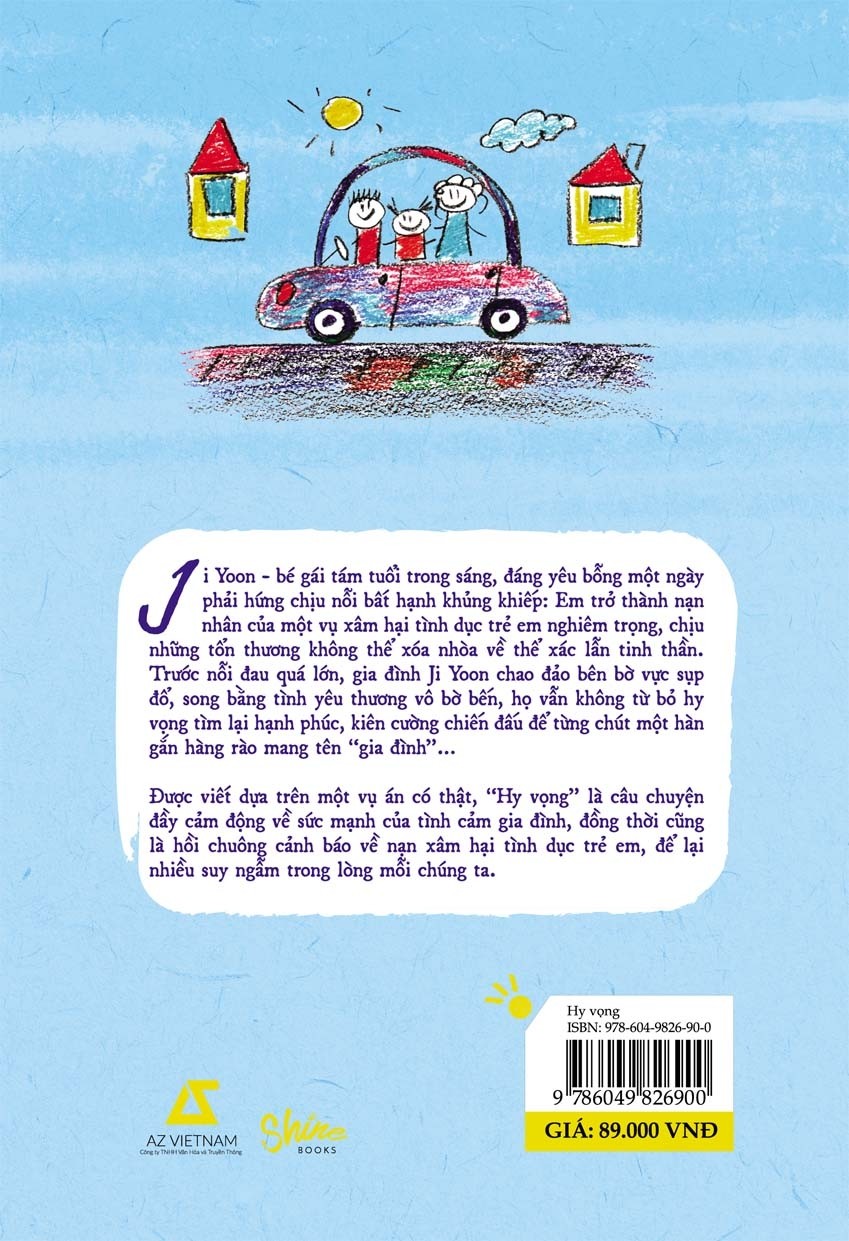 Ji Yoon - bé gái tám tuổi trong sáng, đáng yêu bỗng một ngày
phải hứng chịu nỗi bất hạnh khủng khiếp: Em trở thành nạn
nhân của một vụ xâm hại tình dục trẻ em nghiêm trọng, chịu
những tổn thương không thể xóa nhòa về thể xác lẫn tinh thần.
Trước nỗi đau quá lớn, gia đình Ji Yoon chao đảo bên bờ vực sụp
đổ, song bằng tình yêu thương vô bờ bến, họ vẫn không từ bỏ hy
vọng tìm lại hạnh phúc, kiên cường chiến đấu để từng chút một hàn
gắn hàng rào mang tên “gia đình”...
Được viết dựa trên một vụ án có thật, “Hy vọng” là câu chuyện
đầy cảm động về sức mạnh của tình cảm gia đình, đồng thời cũng
là hồi chuông cảnh báo về nạn xâm hại tình dục trẻ em, để lại
nhiều suy ngẫm trong lòng mỗi chúng ta.
Hy vọng
ISBN: 978-604-9826-90-0
9 786049 826900
GIÁ: 89.000 VNĐ
AZ VIETNAM
Công ty TNHH Văn Hóa và Truyền Thông
Shine
BOOKS